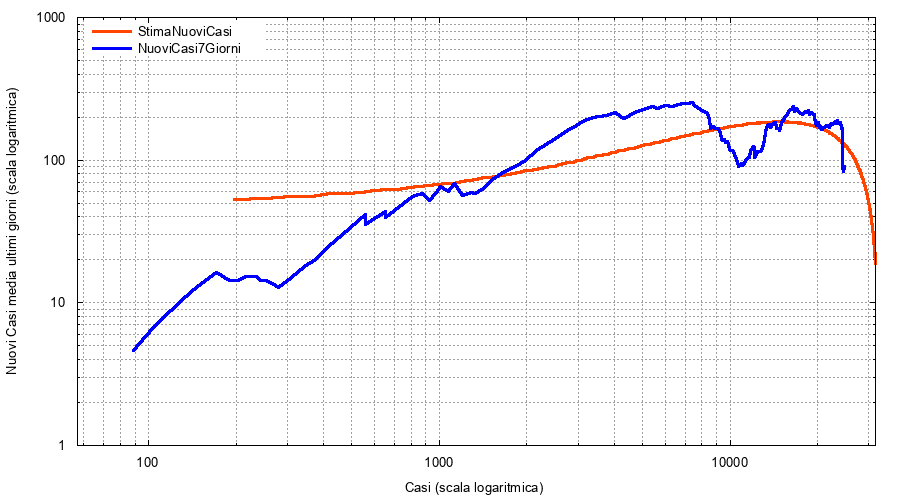 1000
StimaNuoviCasi
NuoviCasi7Giorni
100
10
1
Nuovi Casi media ultimi giorni (scala logaritmica)
100
1000
10000
Casi (scala logaritmica)